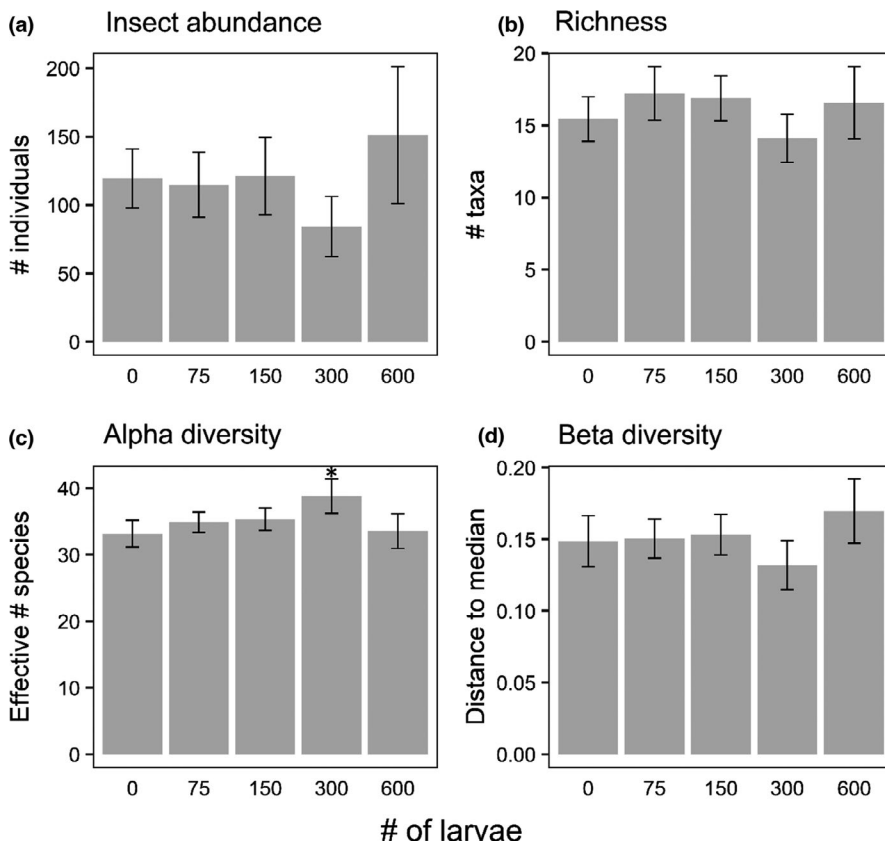 (a) Insect abundance
# individuals
200
150
100
50
0
0 75 150 300 600
(b) Richness
# taxa
20
15
10
5
0
0 75 150 300 600
(c) Alpha diversity
Effective # species
40
30
20
10
0
*
0 75 150 300 600
(d) Beta diversity
Distance to median
0.20
0.15
0.10
0.05
0.00
0 75 150 300 600
# of larvae